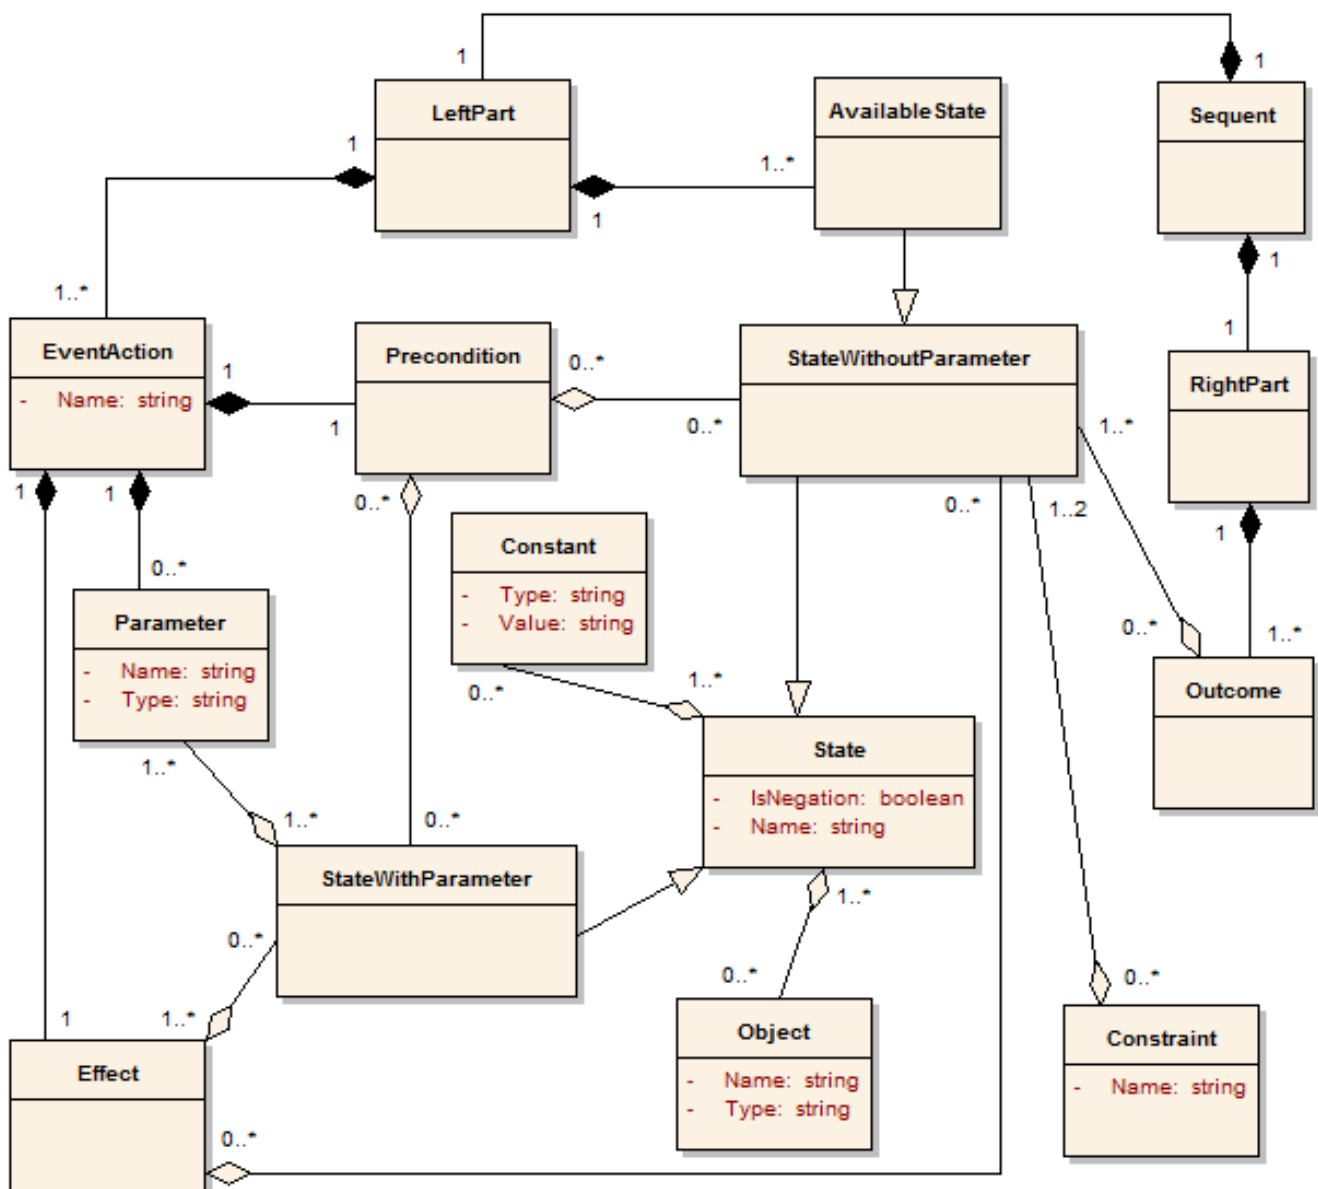 1
1
LeftPart
AvailableState
Sequent
1
1..*
1
1
1..*
1
EventAction
- Name: string
1
1
Precondition
0..*
0..*
StateWithoutParameter
RightPart
1..*
1
1
0..*
0..*
1..2
1
Constant
- Type: string
- Value: string
0..*
Parameter
- Name: string
- Type: string
0..*
1..*
0..*
1..*
Outcome
1..*
1..*
0..*
State
- IsNegation: boolean
- Name: string
StateWithParameter
1..*
0..*
0..*
0..*
1
1..*
Effect
Object
- Name: string
- Type: string
Constraint
- Name: string
0..*